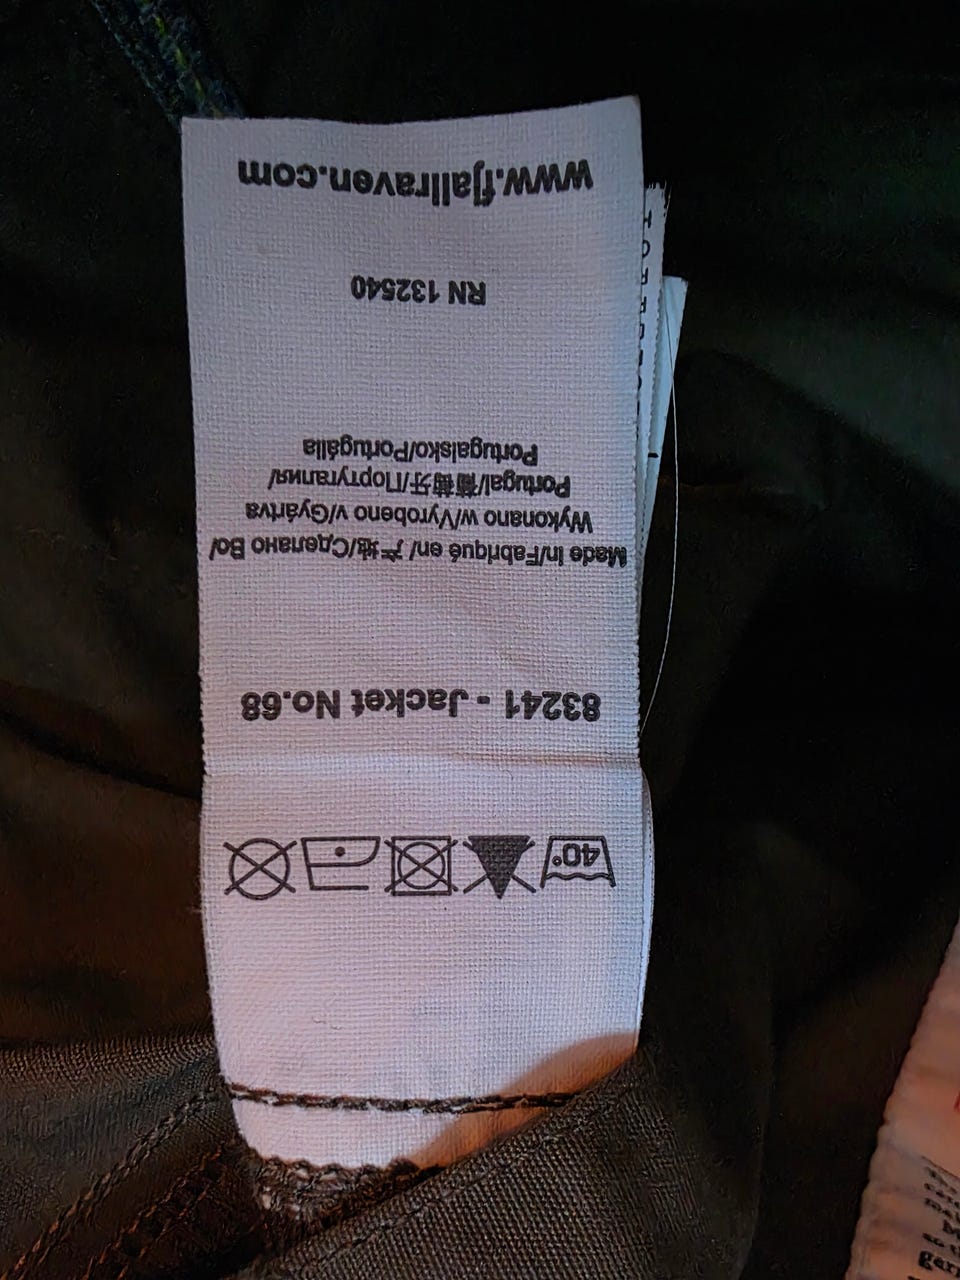 40°
83241 - Jacket No.68
Made In/Fabriqué en/ 产地/Сделано Во/
Wykonano w/Vyrobeno v/Gyártva
Portugal/葡萄牙/Португалия/
Portugalsko/Portugália
RN 132540
www.fjallraven.com